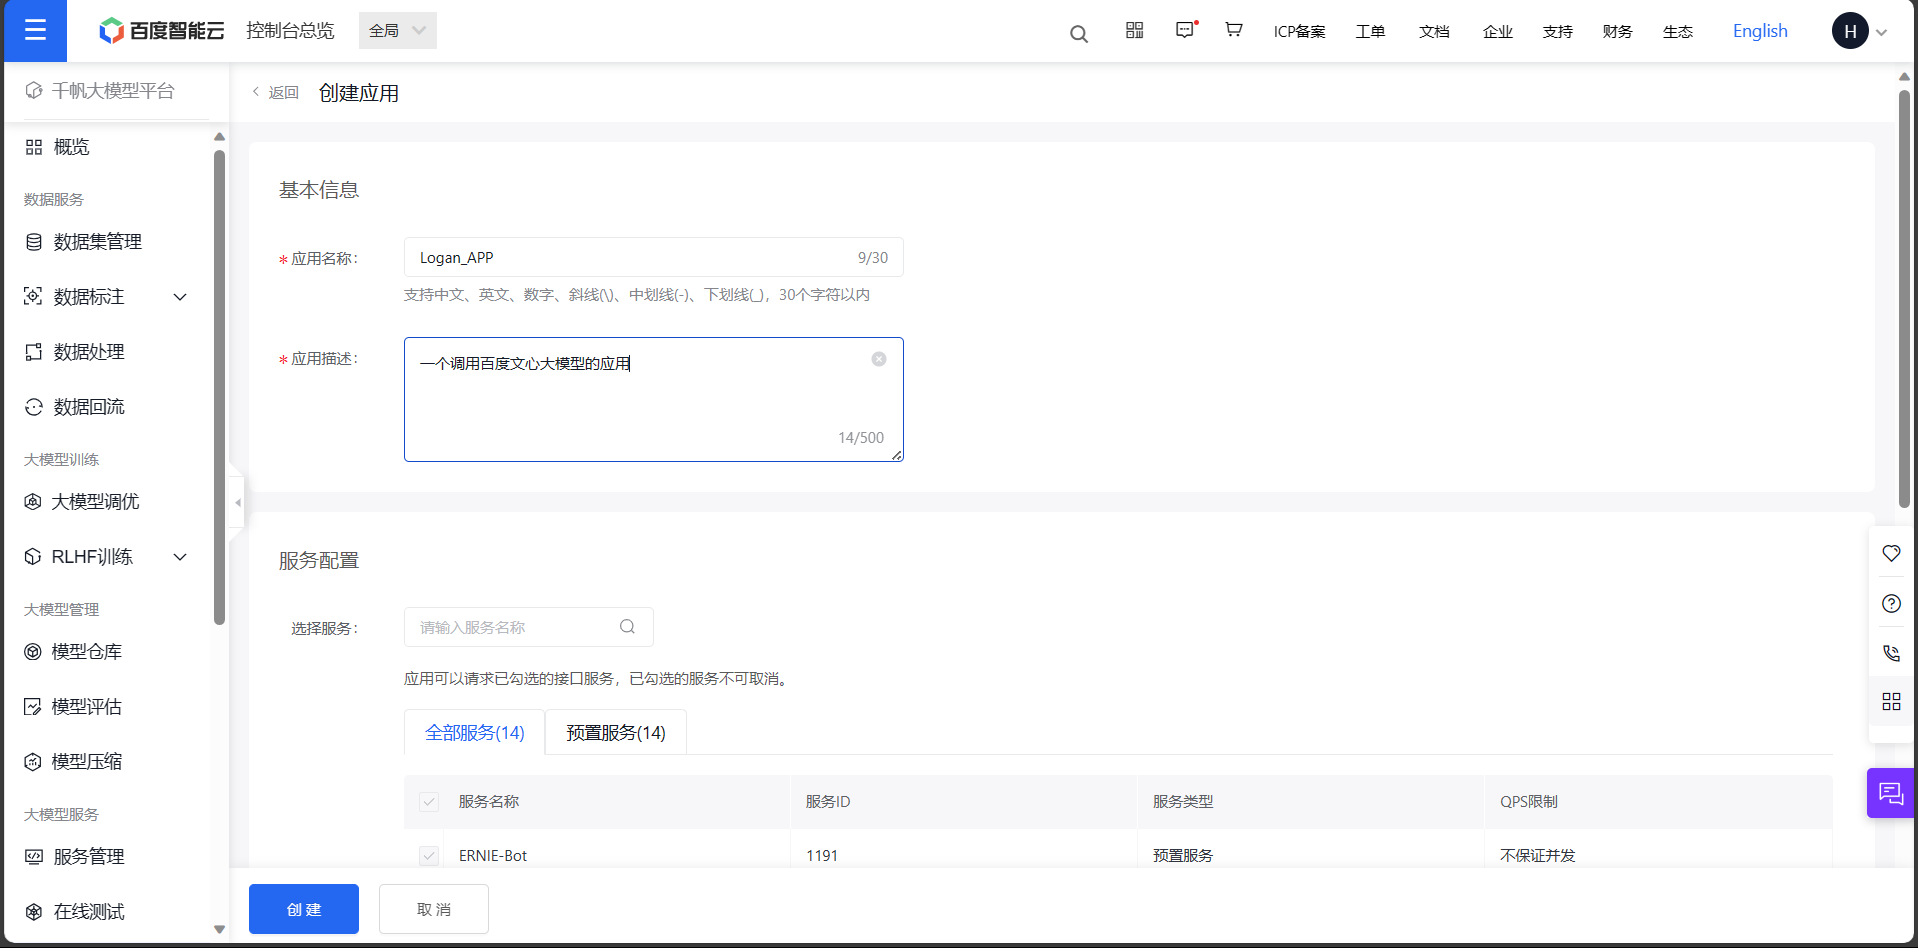 百度智能云 控制台总览 全局 ICP备案 工单 文档 企业 支持 财务 生态 English H
千帆大模型平台
概览
数据服务
数据集管理
数据标注
数据处理
数据回流
大模型训练
大模型调优
RLHF训练
大模型管理
模型仓库
模型评估
模型压缩
大模型服务
服务管理
在线测试
返回 创建应用
基本信息
*应用名称: Logan_APP 9/30
支持中文、英文、数字、斜线(\)、中划线(-)、下划线(_)，30个字符以内
*应用描述: 一个调用百度文心大模型的应用
14/500
服务配置
选择服务: 请输入服务名称
应用可以请求已勾选的接口服务，已勾选的服务不可取消。
全部服务(14) 预置服务(14)
服务名称 服务ID 服务类型 QPS限制
ERNIE-Bot 1191 预置服务 不保证并发
创建 取消